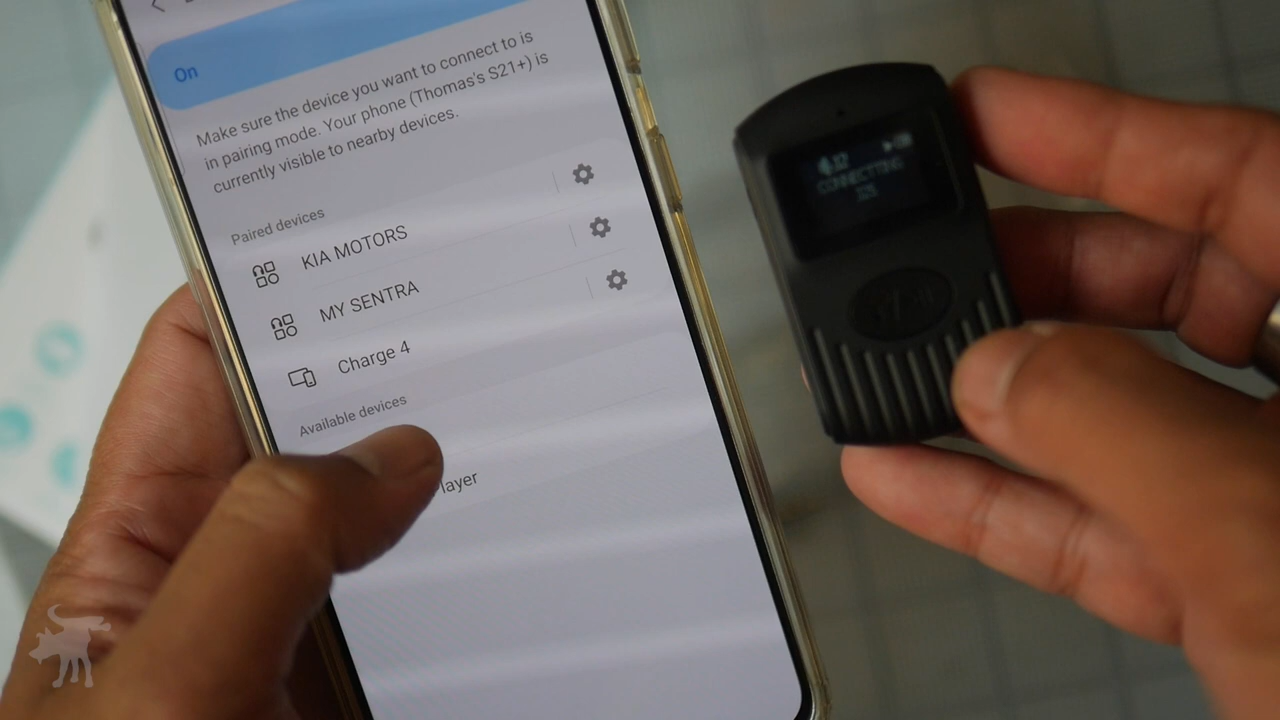 On
Make sure the device you want to connect to is
in pairing mode. Your phone (Thomas's S21+) is
currently visible to nearby devices.
Paired devices
KIA MOTORS
MY SENTRA
Charge 4
Available devices
layer
CONNECTTING